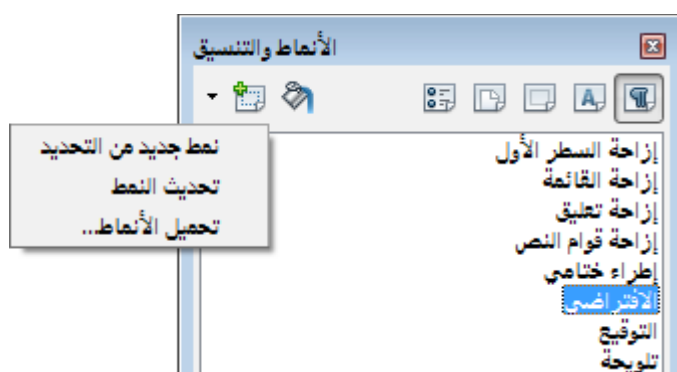 الأنماط والتنسيق
نمط جديد من التحديد
تحديث النمط
تحميل الأنماط...
إزاحة السطر الأول
إزاحة القائمة
إزاحة تعليق
إزاحة قوام النص
إطراء ختامي
الافتراضي
التوقيع
تلويحة